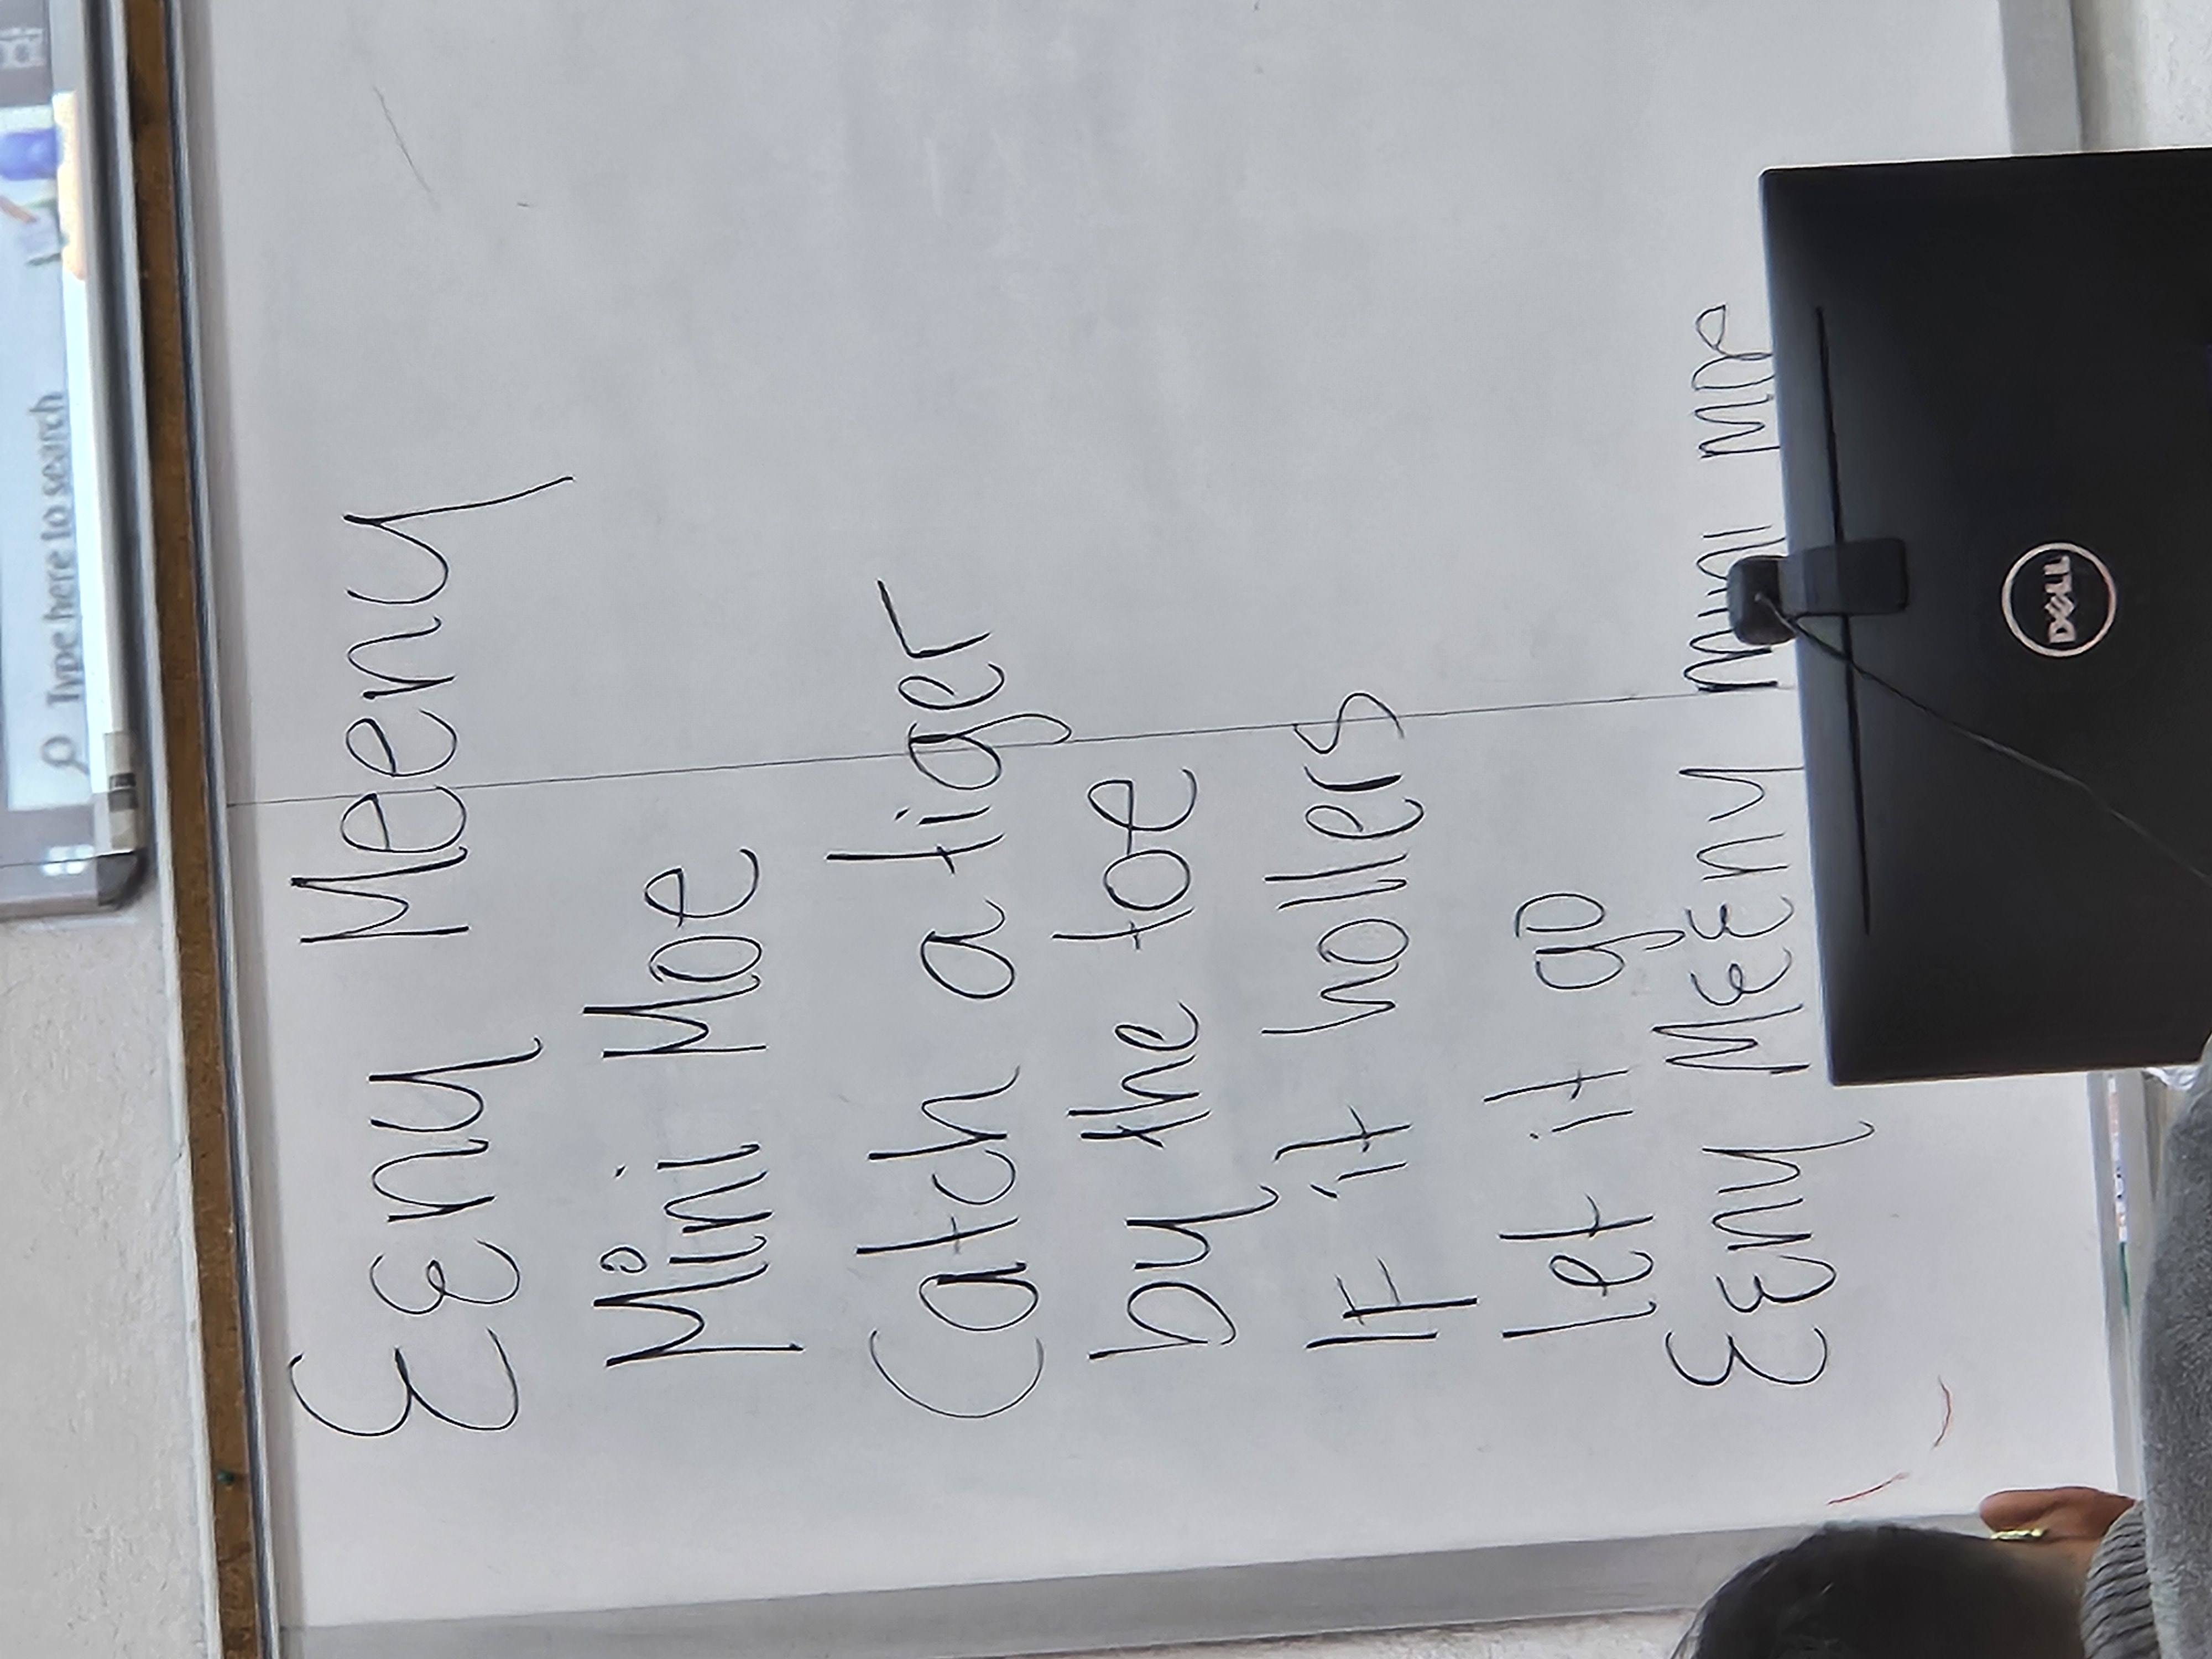 Type here to search
Eeny Meeny
Mini Moe
Catch a tiger
by the toe
If it hollers
let it go
Eeny Meeny mini moe
DELL